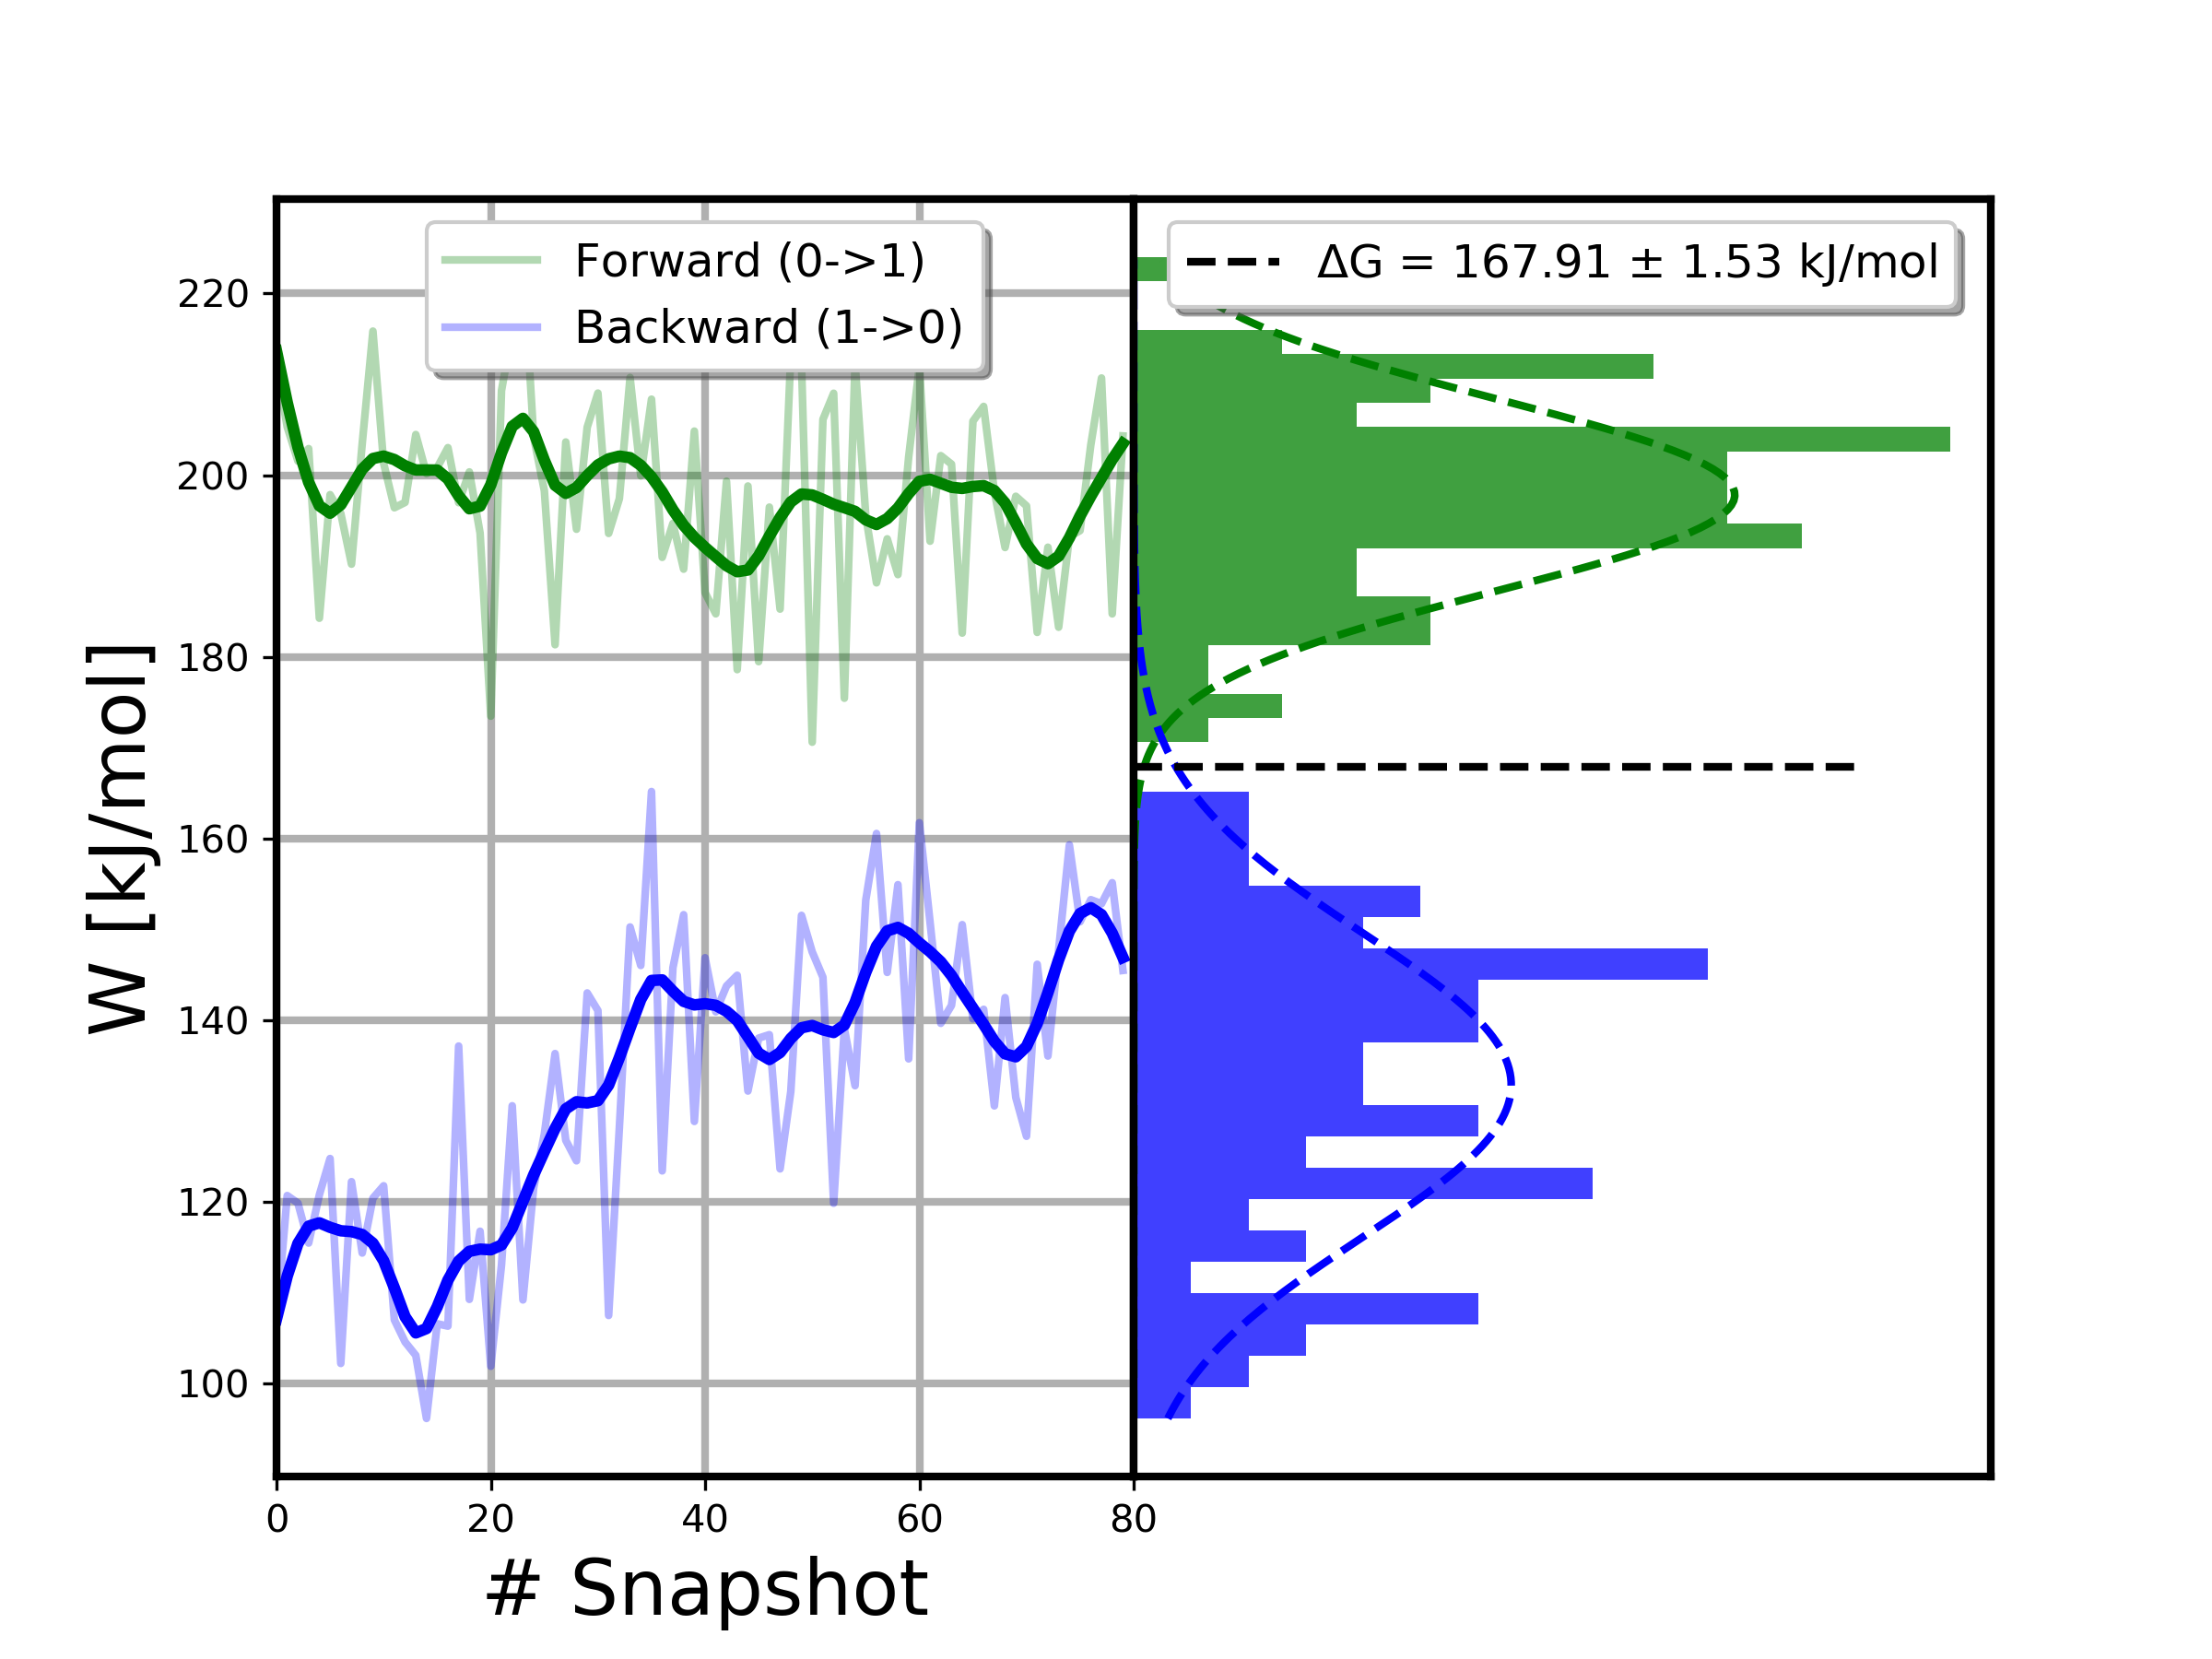 Forward (0->1)
Backward (1->0)
ΔG = 167.91 ± 1.53 kJ/mol
W [kJ/mol]
220
200
180
160
140
120
100
0 20 40 60 80
# Snapshot